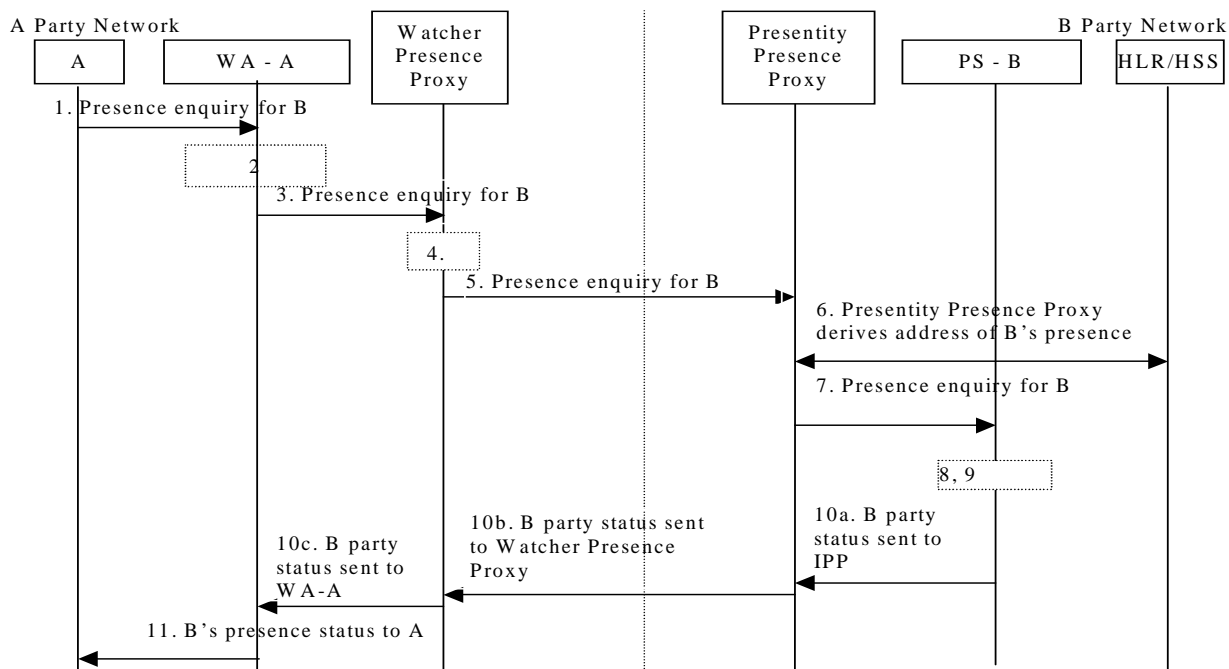 A Party Network
B Party Network
A
WA - A
Watcher
Presence
Proxy
Presentity
Presence
Proxy
PS - B
HLR/HSS
1. Presence enquiry for B
2
3. Presence enquiry for B
4.
5. Presence enquiry for B
6. Presentity Presence Proxy
derives address of B’s presence
7. Presence enquiry for B
8, 9
10a. B party
status sent to
IPP
10b. B party status sent
to Watcher Presence
Proxy
10c. B party
status sent to
WA-A
11. B’s presence status to A